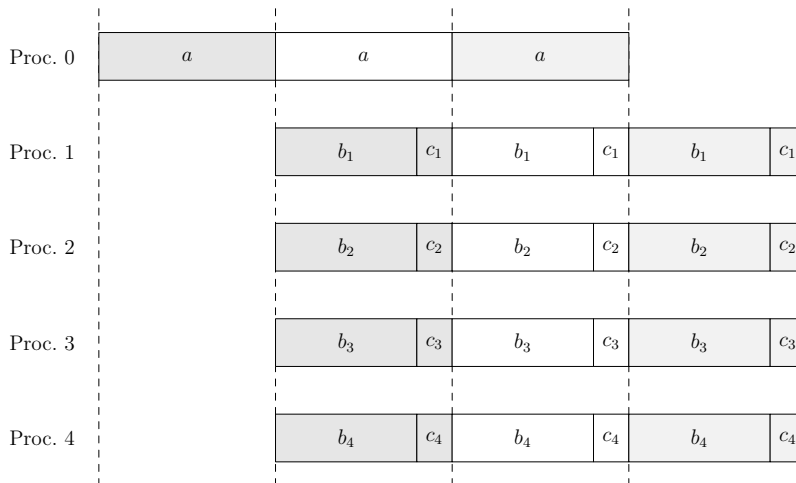 Proc. 0 a a a
Proc. 1 b₁ c₁ b₁ c₁ b₁ c₁
Proc. 2 b₂ c₂ b₂ c₂ b₂ c₂
Proc. 3 b₃ c₃ b₃ c₃ b₃ c₃
Proc. 4 b₄ c₄ b₄ c₄ b₄ c₄